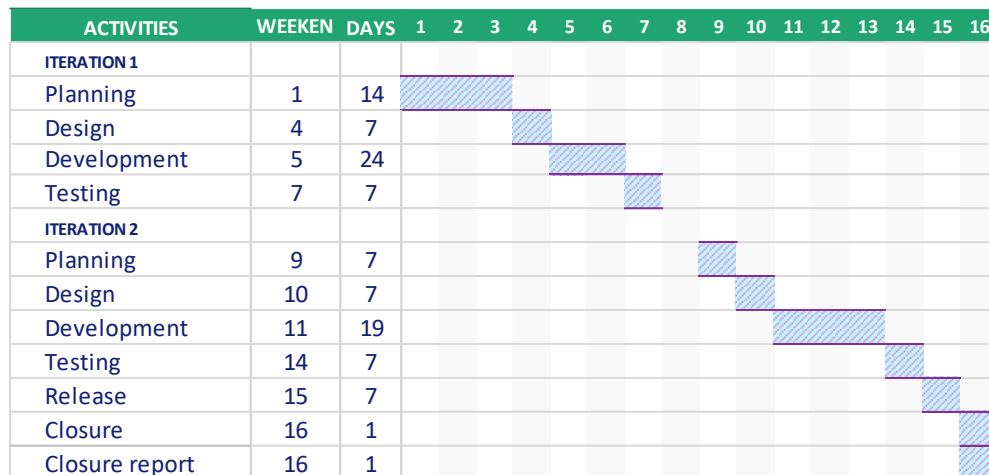 ACTIVITIES WEEKEN DAYS 1 2 3 4 5 6 7 8 9 10 11 12 13 14 15 16
ITERATION 1
Planning 1 14
Design 4 7
Development 5 24
Testing 7 7
ITERATION 2
Planning 9 7
Design 10 7
Development 11 19
Testing 14 7
Release 15 7
Closure 16 1
Closure report 16 1